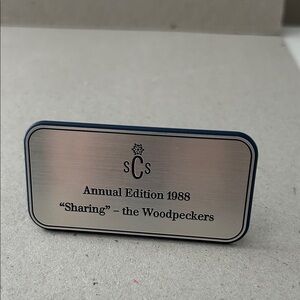 SCS
Annual Edition 1988
“Sharing” – the Woodpeckers